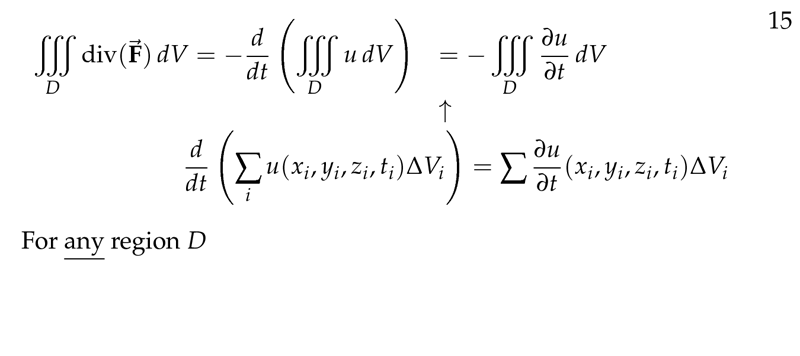 15
∭_D div(F⃗) dV = −d/dt (∭_D u dV) = −∭_D ∂u/∂t dV
↑
d/dt (∑_i u(x_i, y_i, z_i, t_i)ΔV_i) = ∑ ∂u/∂t (x_i, y_i, z_i, t_i)ΔV_i
For any region D